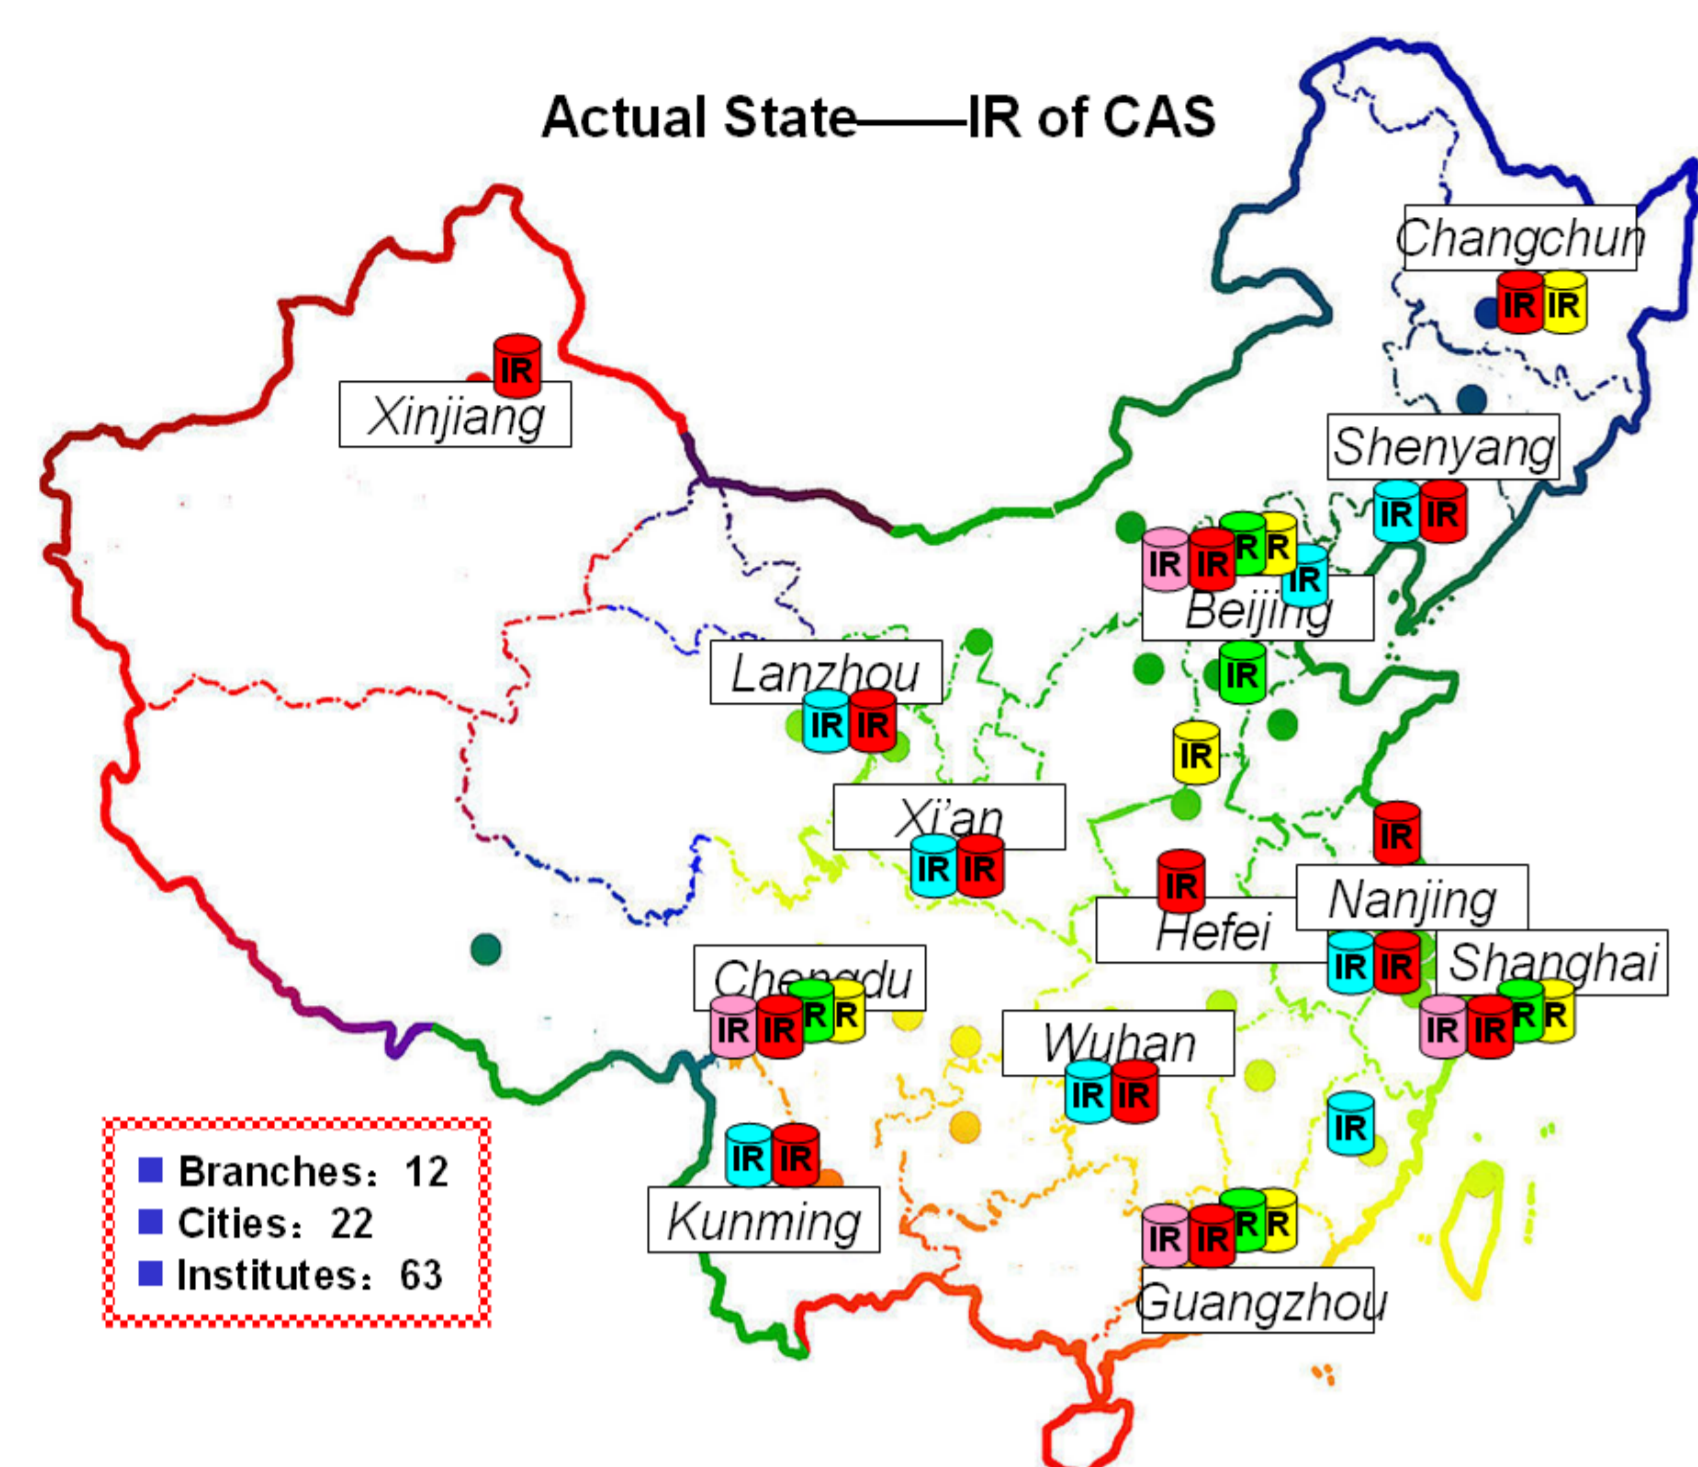 Actual State——IR of CAS
Changchun
IR IR
IR
Xinjiang
Shenyang
IR IR
IR IR R R
IR
Beijing
Lanzhou
IR
IR IR
IR
Xi'an
IR IR
IR
IR
Nanjing
Hefei
IR IR
Shanghai
Chengdu
IR IR R R
IR IR R R
Wuhan
IR IR
IR
IR IR
Kunming
IR IR R R
Guangzhou
Branches：12
Cities：22
Institutes：63